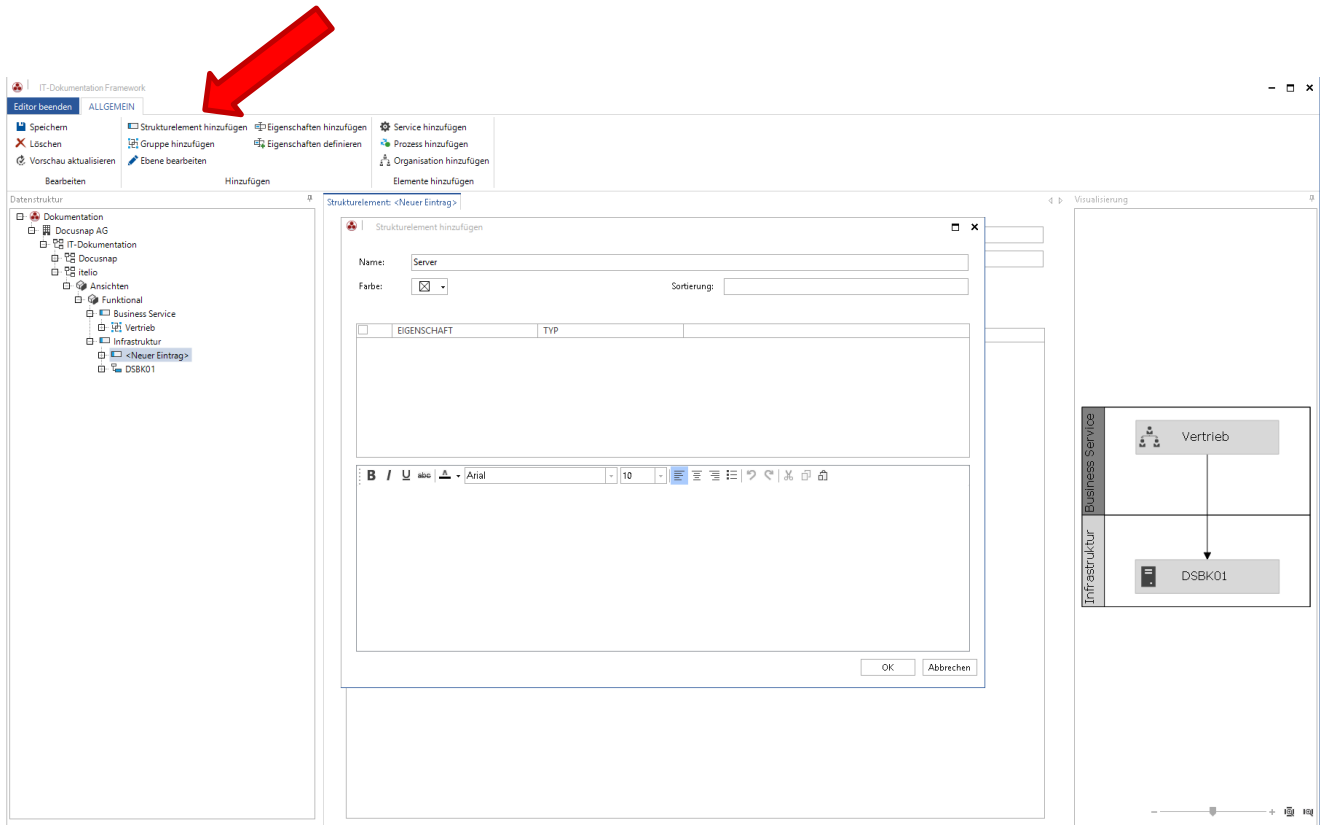 IT-Dokumentation Framework
Editor beenden ALLGEMEIN
Speichern
Löschen
Vorschau aktualisieren
Bearbeiten
Strukturelement hinzufügen
Gruppe hinzufügen
Ebene bearbeiten
Eigenschaften hinzufügen
Eigenschaften definieren
Hinzufügen
Service hinzufügen
Prozess hinzufügen
Organisation hinzufügen
Elemente hinzufügen
Datenstruktur
Dokumentation
Docusnap AG
IT-Dokumentation
Docusnap
itelio
Ansichten
Funktional
Business Service
Vertrieb
Infrastruktur
<Neuer Eintrag>
DSBK01
Strukturelement: <Neuer Eintrag>
Strukturelement hinzufügen
Name: Server
Farbe: Sortierung:
EIGENSCHAFT TYP
B I U abc A Arial 10
OK Abbrechen
Visualisierung
Business Service
Vertrieb
Infrastruktur
DSBK01